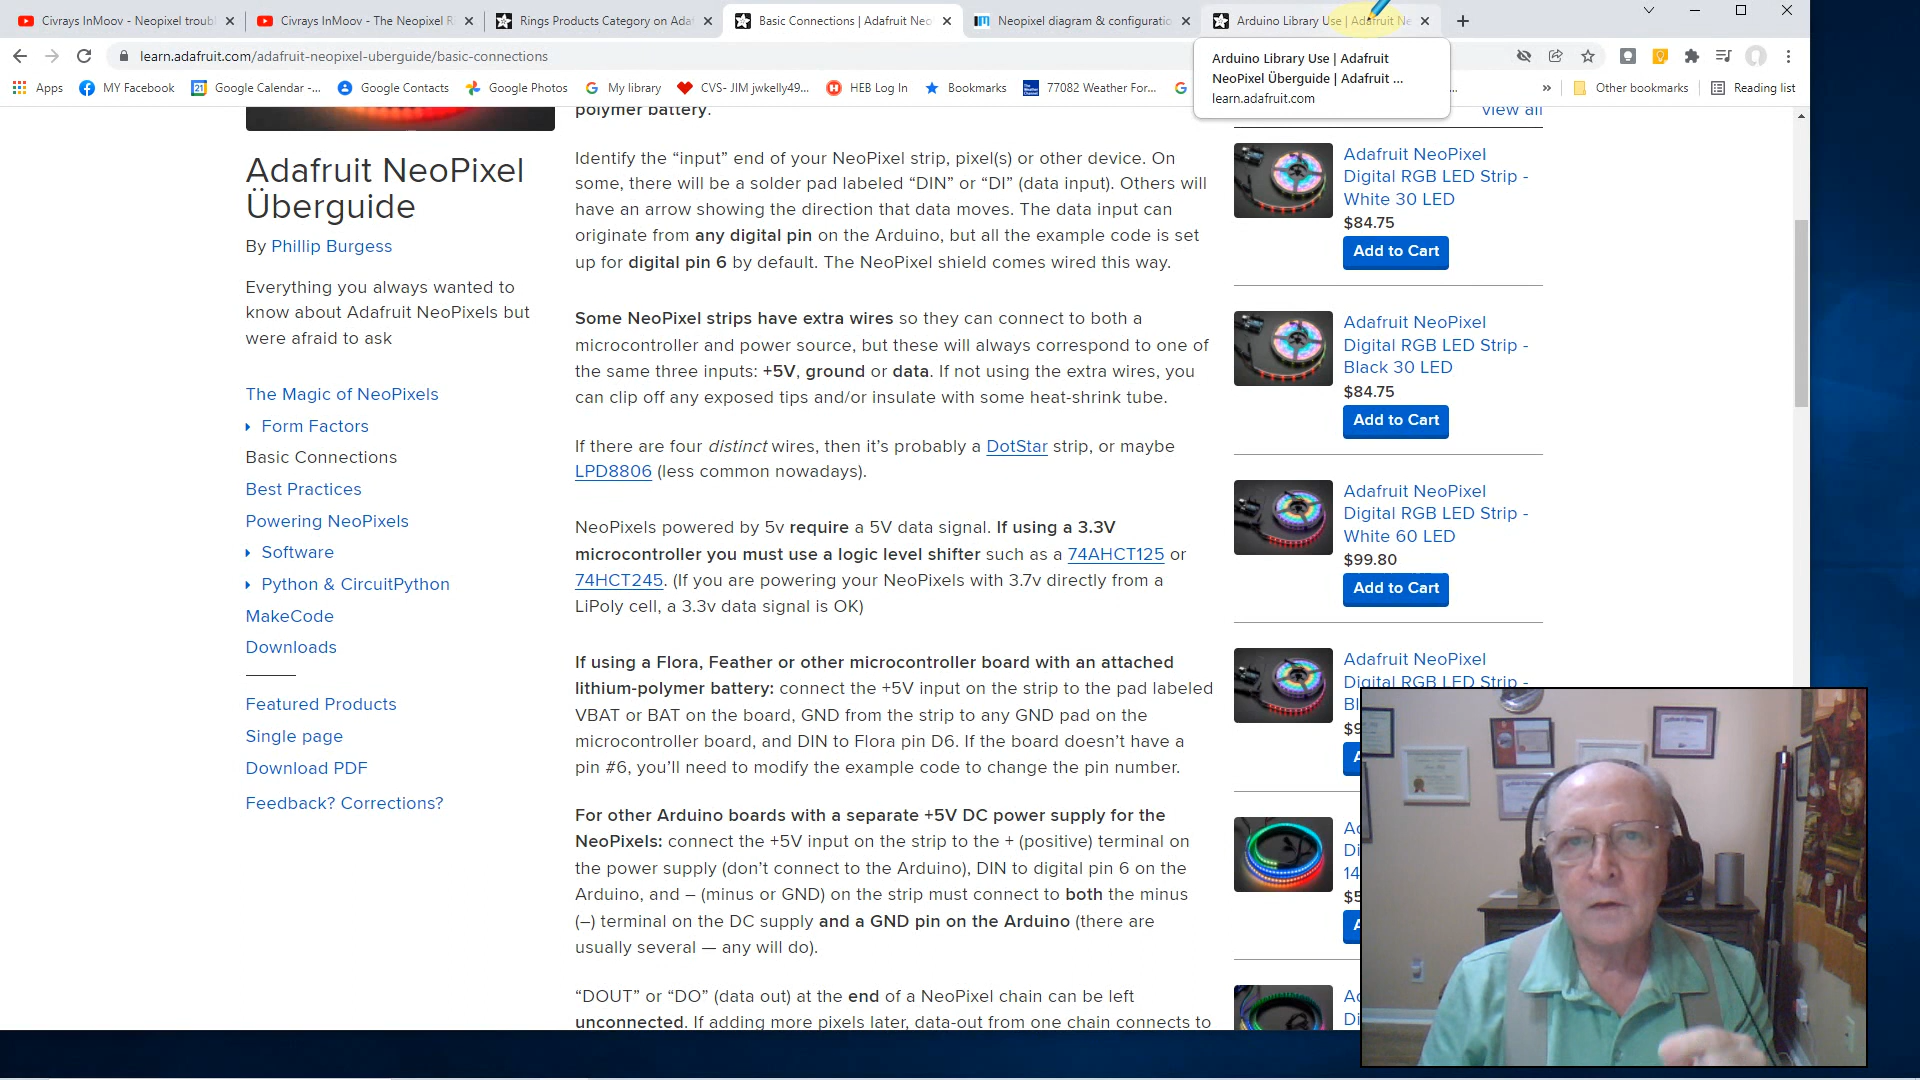 Civrays InMoov - Neopixel troubl
Civrays InMoov - The Neopixel R
Rings Products Category on Ada
Basic Connections | Adafruit Neo
Neopixel diagram & configuratio
Arduino Library Use | Adafruit Ne
learn.adafruit.com/adafruit-neopixel-uberguide/basic-connections
Arduino Library Use | Adafruit
NeoPixel Überguide | Adafruit ...
learn.adafruit.com
Apps
MY Facebook
Google Calendar -...
Google Contacts
Google Photos
My library
CVS- JIM jwkelly49...
HEB Log In
Bookmarks
77082 Weather For...
Other bookmarks
Reading list
Adafruit NeoPixel
Überguide
By Phillip Burgess
Everything you always wanted to
know about Adafruit NeoPixels but
were afraid to ask
The Magic of NeoPixels
Form Factors
Basic Connections
Best Practices
Powering NeoPixels
Software
Python & CircuitPython
MakeCode
Downloads
Featured Products
Single page
Download PDF
Feedback? Corrections?
polymer battery.
Identify the “input” end of your NeoPixel strip, pixel(s) or other device. On
some, there will be a solder pad labeled “DIN” or “DI” (data input). Others will
have an arrow showing the direction that data moves. The data input can
originate from any digital pin on the Arduino, but all the example code is set
up for digital pin 6 by default. The NeoPixel shield comes wired this way.
Some NeoPixel strips have extra wires so they can connect to both a
microcontroller and power source, but these will always correspond to one of
the same three inputs: +5V, ground or data. If not using the extra wires, you
can clip off any exposed tips and/or insulate with some heat-shrink tube.
If there are four distinct wires, then it’s probably a DotStar strip, or maybe
LPD8806 (less common nowadays).
NeoPixels powered by 5v require a 5V data signal. If using a 3.3V
microcontroller you must use a logic level shifter such as a 74AHCT125 or
74HCT245. (If you are powering your NeoPixels with 3.7v directly from a
LiPoly cell, a 3.3v data signal is OK)
If using a Flora, Feather or other microcontroller board with an attached
lithium-polymer battery: connect the +5V input on the strip to the pad labeled
VBAT or BAT on the board, GND from the strip to any GND pad on the
microcontroller board, and DIN to Flora pin D6. If the board doesn’t have a
pin #6, you’ll need to modify the example code to change the pin number.
For other Arduino boards with a separate +5V DC power supply for the
NeoPixels: connect the +5V input on the strip to the + (positive) terminal on
the power supply (don’t connect to the Arduino), DIN to digital pin 6 on the
Arduino, and – (minus or GND) on the strip must connect to both the minus
(–) terminal on the DC supply and a GND pin on the Arduino (there are
usually several — any will do).
“DOUT” or “DO” (data out) at the end of a NeoPixel chain can be left
unconnected. If adding more pixels later, data-out from one chain connects to
view all
Adafruit NeoPixel
Digital RGB LED Strip -
White 30 LED
$84.75
Add to Cart
Adafruit NeoPixel
Digital RGB LED Strip -
Black 30 LED
$84.75
Add to Cart
Adafruit NeoPixel
Digital RGB LED Strip -
White 60 LED
$99.80
Add to Cart
Adafruit NeoPixel
Digital RGB LED Strip -